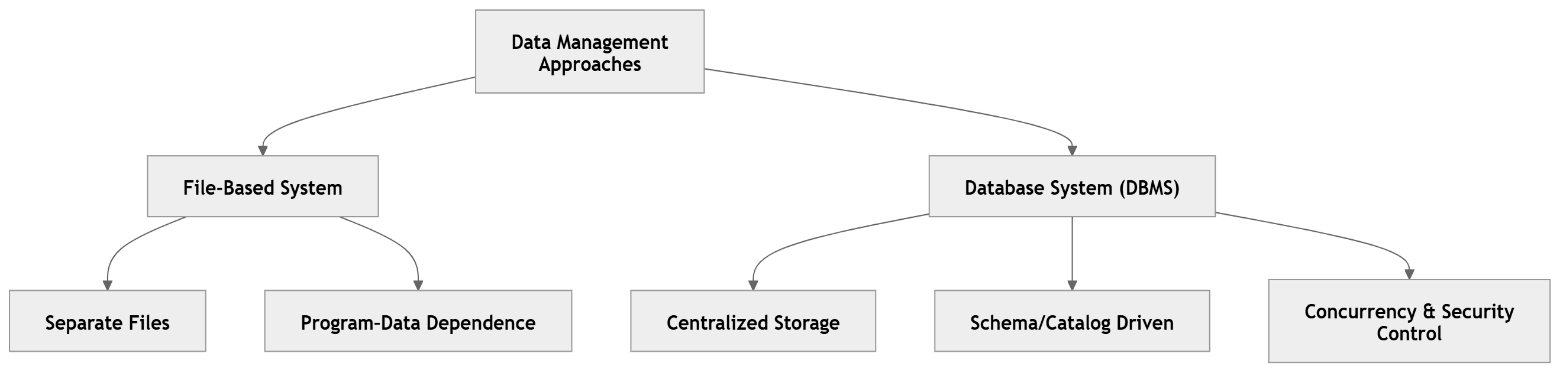 Data Management
Approaches
File-Based System
Database System (DBMS)
Separate Files
Program-Data Dependence
Centralized Storage
Schema/Catalog Driven
Concurrency & Security
Control